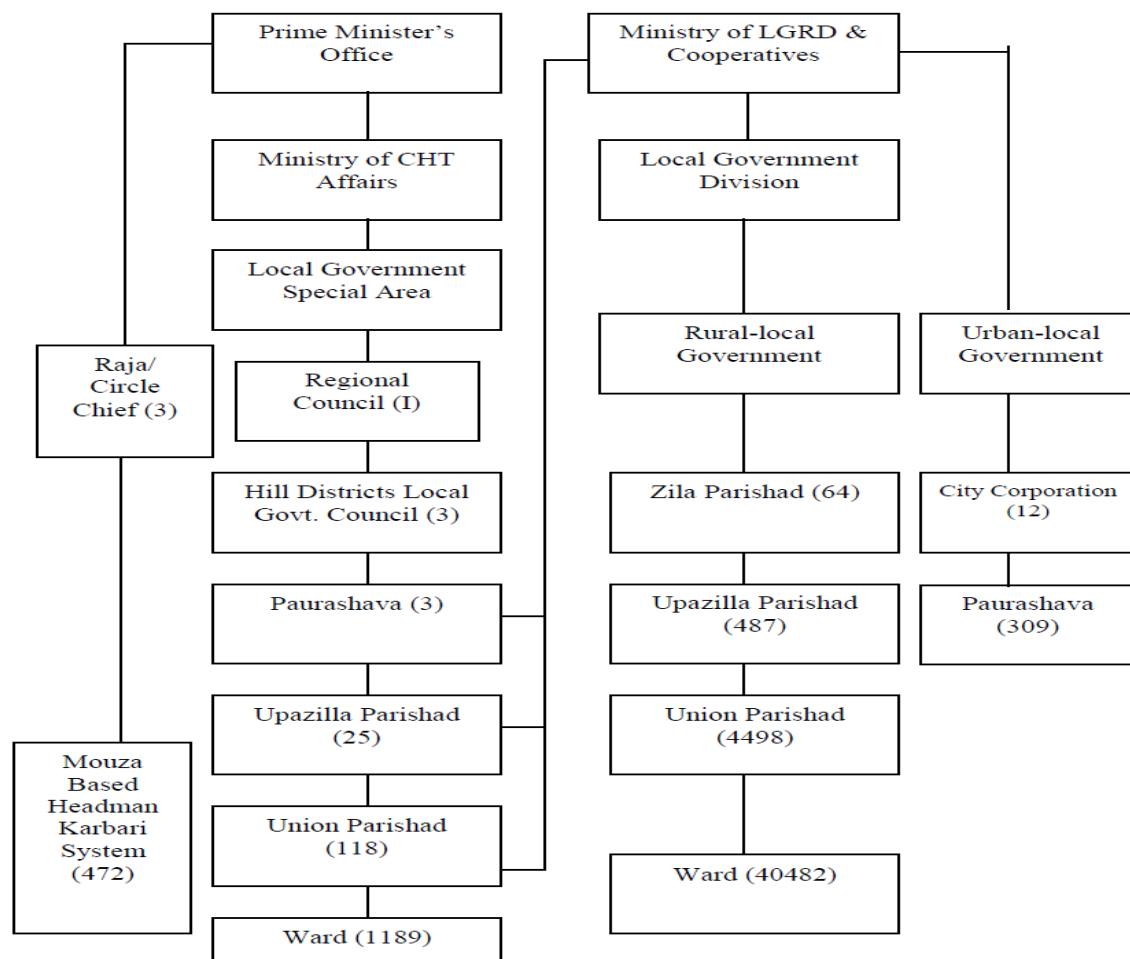 Prime Minister’s
Office
Ministry of LGRD &
Cooperatives
Ministry of CHT
Affairs
Local Government
Division
Local Government
Special Area
Rural-local
Government
Urban-local
Government
Raja/
Circle
Chief (3)
Regional
Council (I)
Hill Districts Local
Govt. Council (3)
Zila Parishad (64)
City Corporation
(12)
Paurashava (3)
Upazilla Parishad
(487)
Paurashava
(309)
Upazilla Parishad
(25)
Union Parishad
(4498)
Mouza
Based
Headman
Karbari
System
(472)
Union Parishad
(118)
Ward (40482)
Ward (1189)